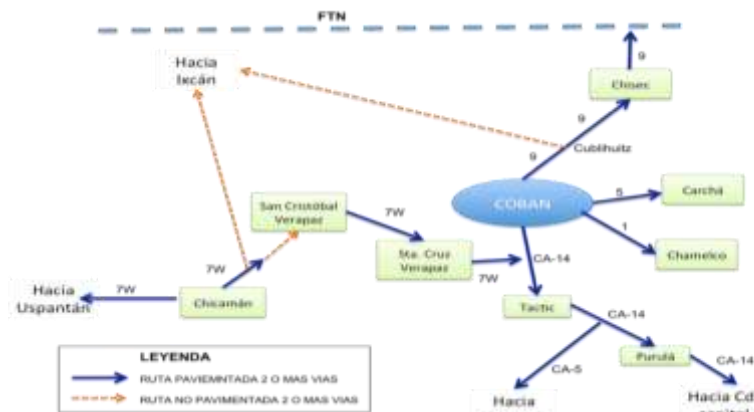 FTN
Hacia
Ixcán
9
Chisec
9
Cublihuitz
9
COBAN
5
Carchá
1
Chamelco
San Cristóbal
Verapaz
7W
Sta. Cruz
Verapaz
7W
CA-14
7W
Hacia
Uspantán
7W
Chicamán
Tactic
CA-14
CA-5
Purulá
CA-14
Hacia
Hacia Cd
LEYENDA
RUTA PAVIEMNTADA 2 O MAS VIAS
RUTA NO PAVIMENTADA 2 O MAS VIAS